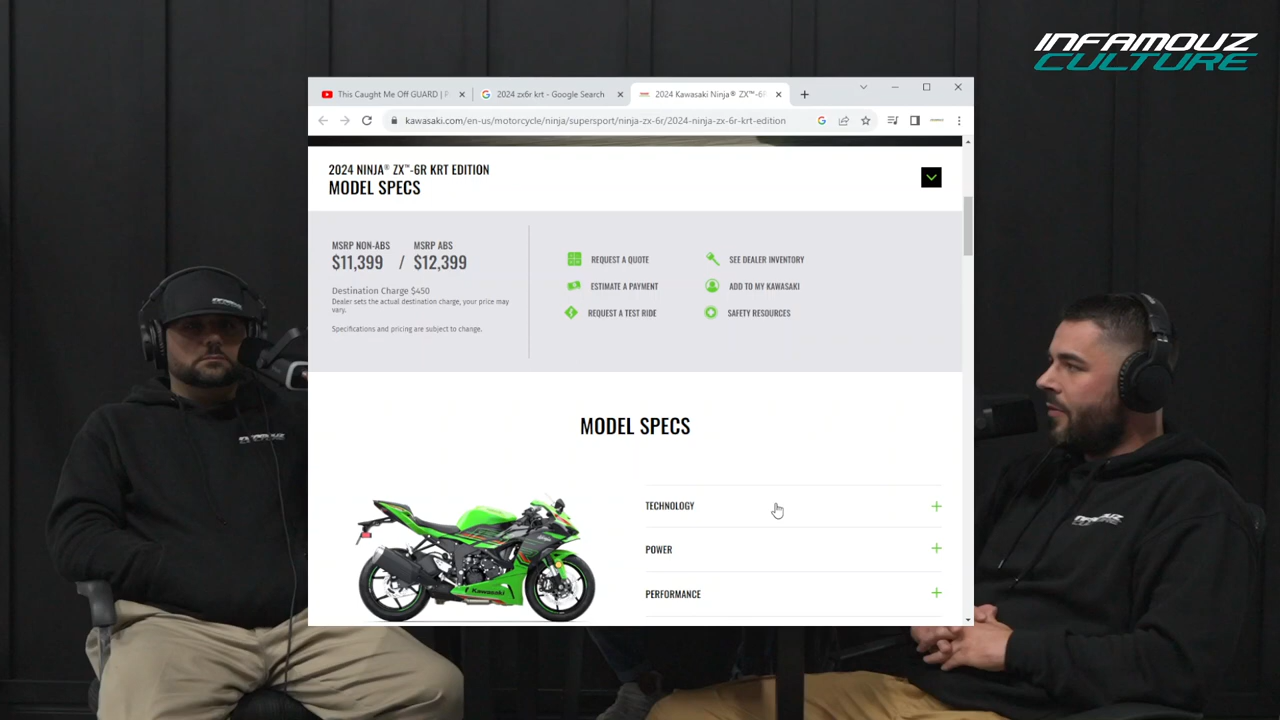 INFAMOUZ
CULTURE
This Caught Me Off GUARD | P
2024 zx6r krt - Google Search
2024 Kawasaki Ninja® ZX™-6R
kawasaki.com/en-us/motorcycle/ninja/supersport/ninja-zx-6r/2024-ninja-zx-6r-krt-edition
2024 NINJA® ZX™-6R KRT EDITION
MODEL SPECS
MSRP NON-ABS
$11,399
/
MSRP ABS
$12,399
Destination Charge $450
Dealer sets the actual destination charge, your price may
vary.
Specifications and pricing are subject to change.
REQUEST A QUOTE
SEE DEALER INVENTORY
ESTIMATE A PAYMENT
ADD TO MY KAWASAKI
REQUEST A TEST RIDE
SAFETY RESOURCES
MODEL SPECS
TECHNOLOGY
POWER
PERFORMANCE
Kawasaki